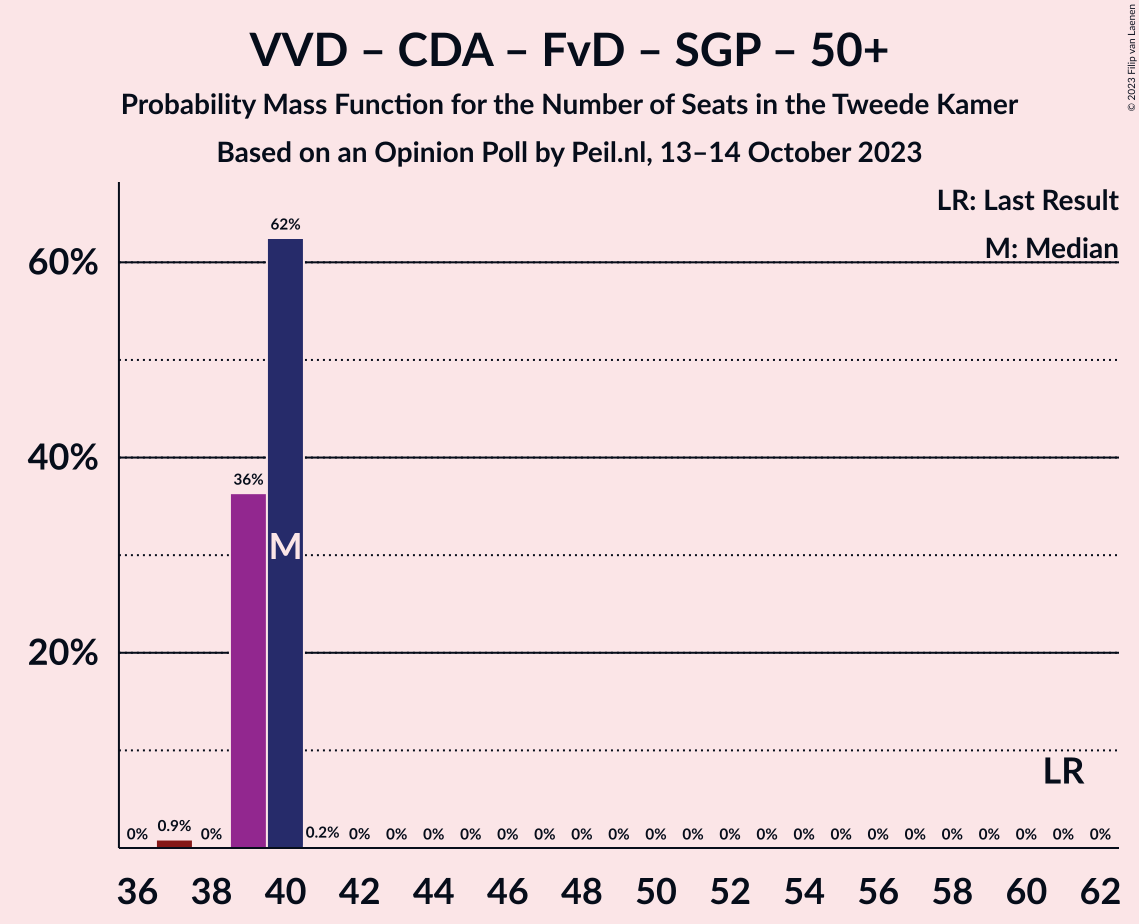 VVD – CDA – FvD – SGP – 50+
Probability Mass Function for the Number of Seats in the Tweede Kamer
Based on an Opinion Poll by Peil.nl, 13–14 October 2023
© 2023 Filip van Laenen
LR: Last Result
M: Median
60%
40%
20%
62%
36%
M
LR
0% 0.9% 0% 0.2% 0% 0% 0% 0% 0% 0% 0% 0% 0% 0% 0% 0% 0% 0% 0% 0% 0% 0% 0% 0% 0%
36 38 40 42 44 46 48 50 52 54 56 58 60 62